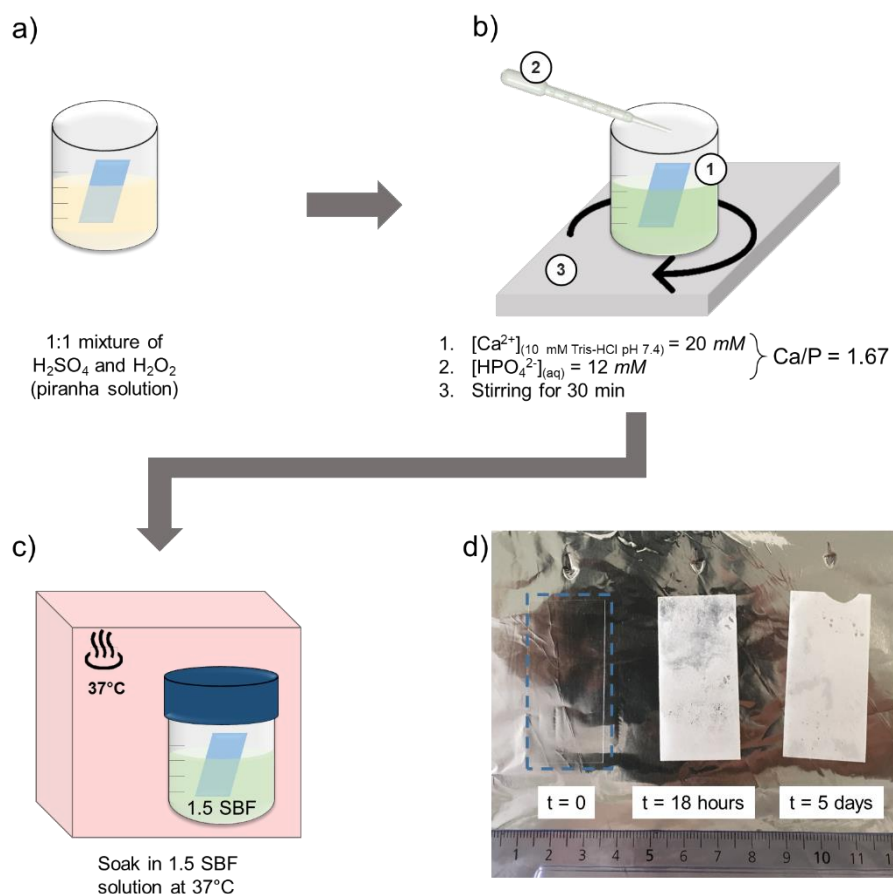 a)
1:1 mixture of
H₂SO₄ and H₂O₂
(piranha solution)
b)
2
1
3
1. [Ca²⁺](10 mM Tris-HCl pH 7.4) = 20 mM
2. [HPO₄²⁻](aq) = 12 mM
3. Stirring for 30 min
Ca/P = 1.67
c)
37°C
1.5 SBF
Soak in 1.5 SBF
solution at 37°C
d)
t = 0 t = 18 hours t = 5 days
1 2 3 4 5 6 7 8 9 10 11